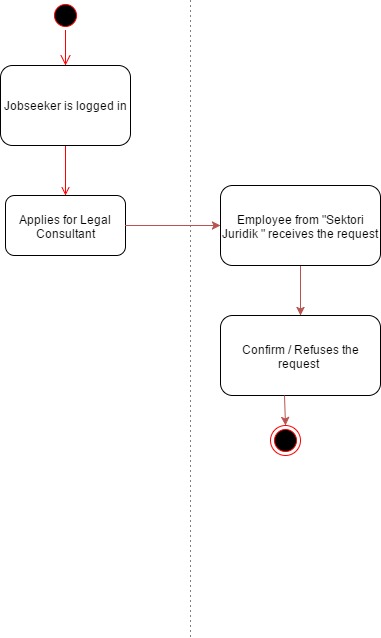 Jobseeker is logged in
Applies for Legal
Consultant
Employee from "Sektori
Juridik " receives the request
Confirm / Refuses the
request